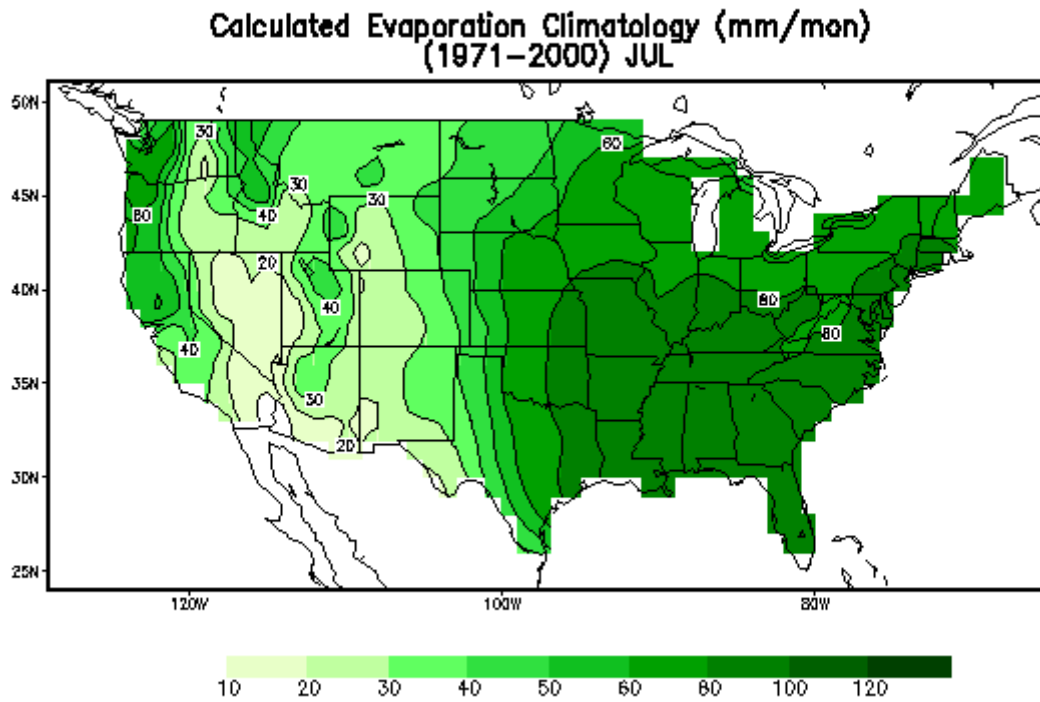 Calculated Evaporation Climatology (mm/mon)
(1971-2000) JUL
50N
45N
40N
35N
30N
25N
30
60
30
30
80
40
20
40
80
80
40
30
20
120W
100W
80W
10 20 30 40 50 60 80 100 120